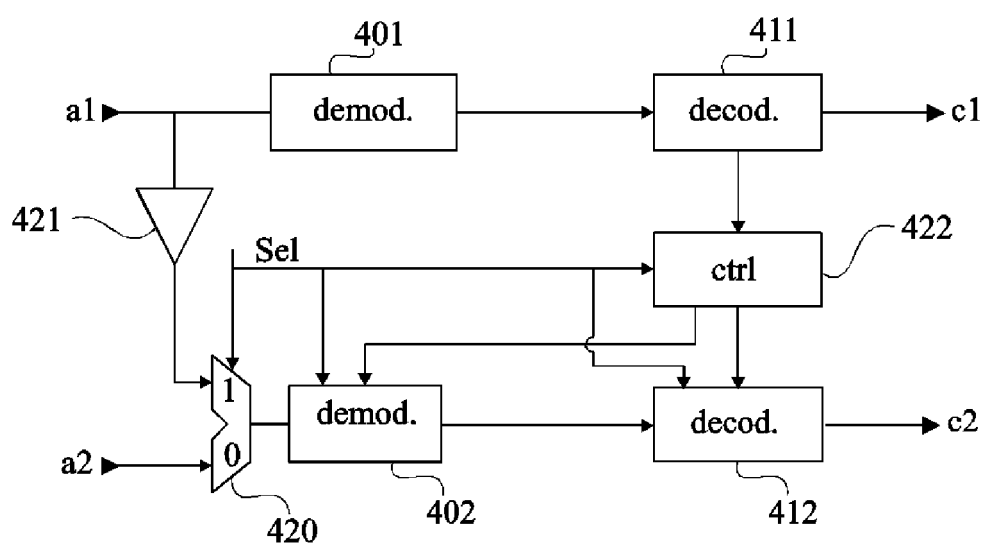 401
411
a1
demod.
decod.
c1
421
Sel
422
ctrl
1
demod.
decod.
c2
0
a2
420
402
412